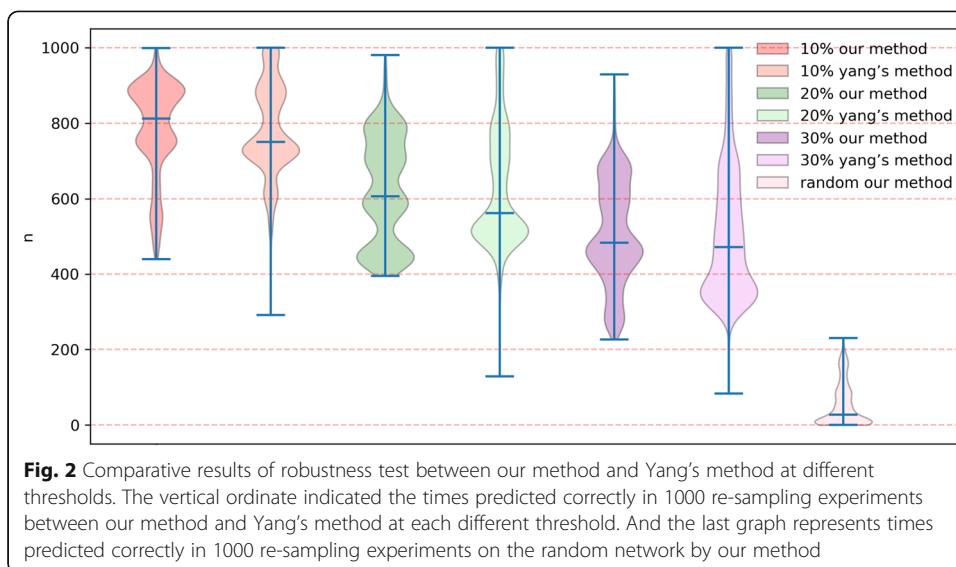 1000
800
600
400
200
0
n
10% our method
10% yang's method
20% our method
20% yang's method
30% our method
30% yang's method
random our method
Fig. 2 Comparative results of robustness test between our method and Yang's method at different
thresholds. The vertical ordinate indicated the times predicted correctly in 1000 re-sampling experiments
between our method and Yang's method at each different threshold. And the last graph represents times
predicted correctly in 1000 re-sampling experiments on the random network by our method